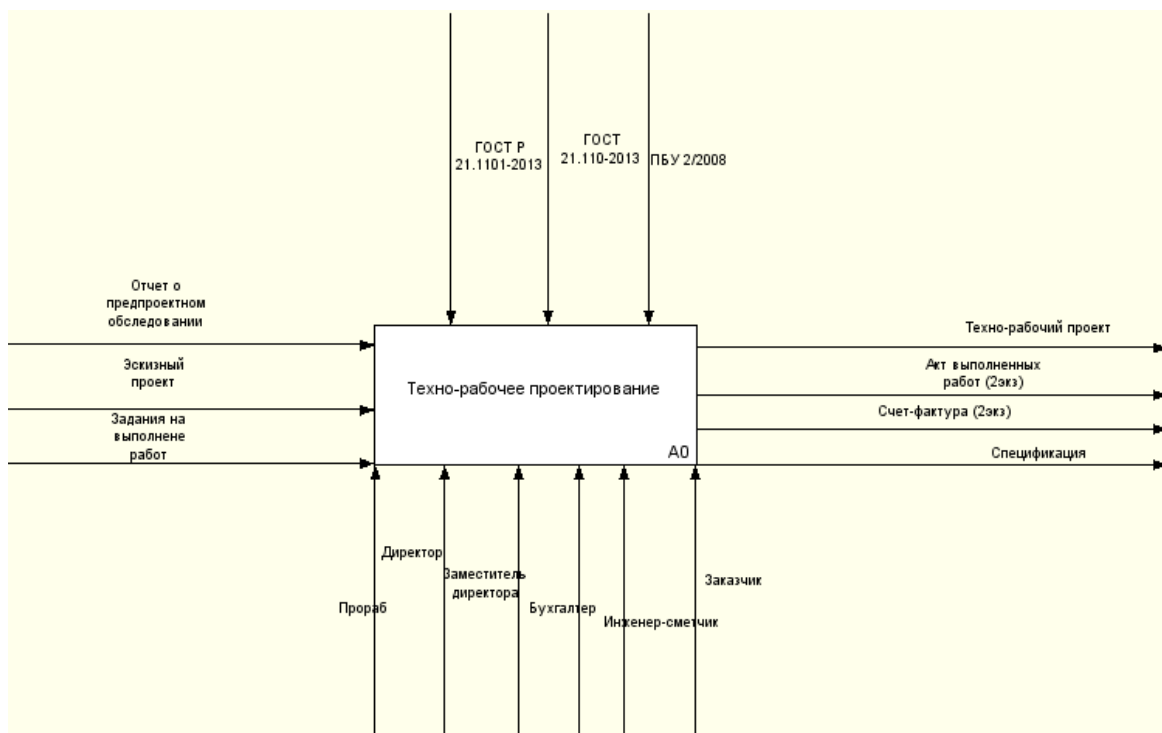 ГОСТ Р
21.1101-2013
ГОСТ
21.110-2013
ПБУ 2/2008
Отчет о
предпроектном
обследовании
Эскизный
проект
Задания на
выполнене
работ
Техно-рабочее проектирование
A0
Техно-рабочий проект
Акт выполненных
работ (2экз)
Счет-фактура (2экз)
Спецификация
Прораб
Директор
Заместитель
директора
Бухгалтер
Инженер-сметчик
Заказчик